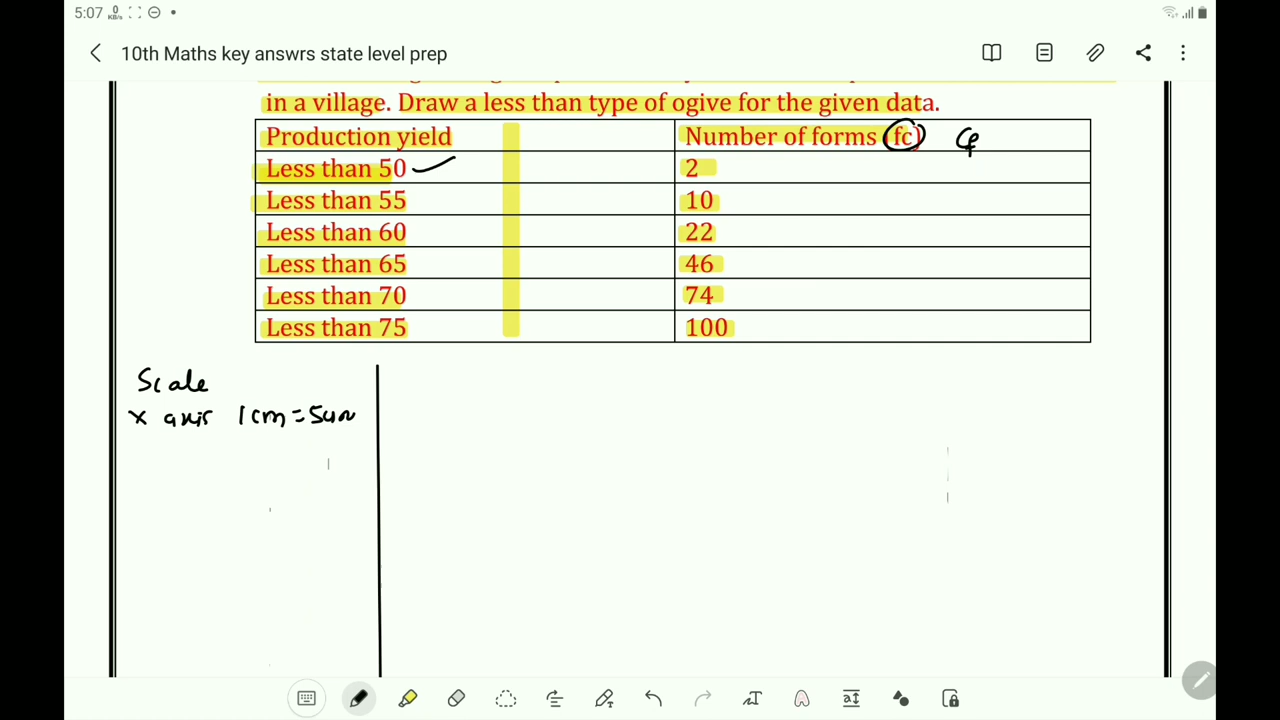 5:07 0 KB/s
10th Maths key answrs state level prep
in a village. Draw a less than type of ogive for the given data.
Production yield Number of forms (fc) cf
Less than 50 2
Less than 55 10
Less than 60 22
Less than 65 46
Less than 70 74
Less than 75 100
Scale
x axis 1cm = 5un